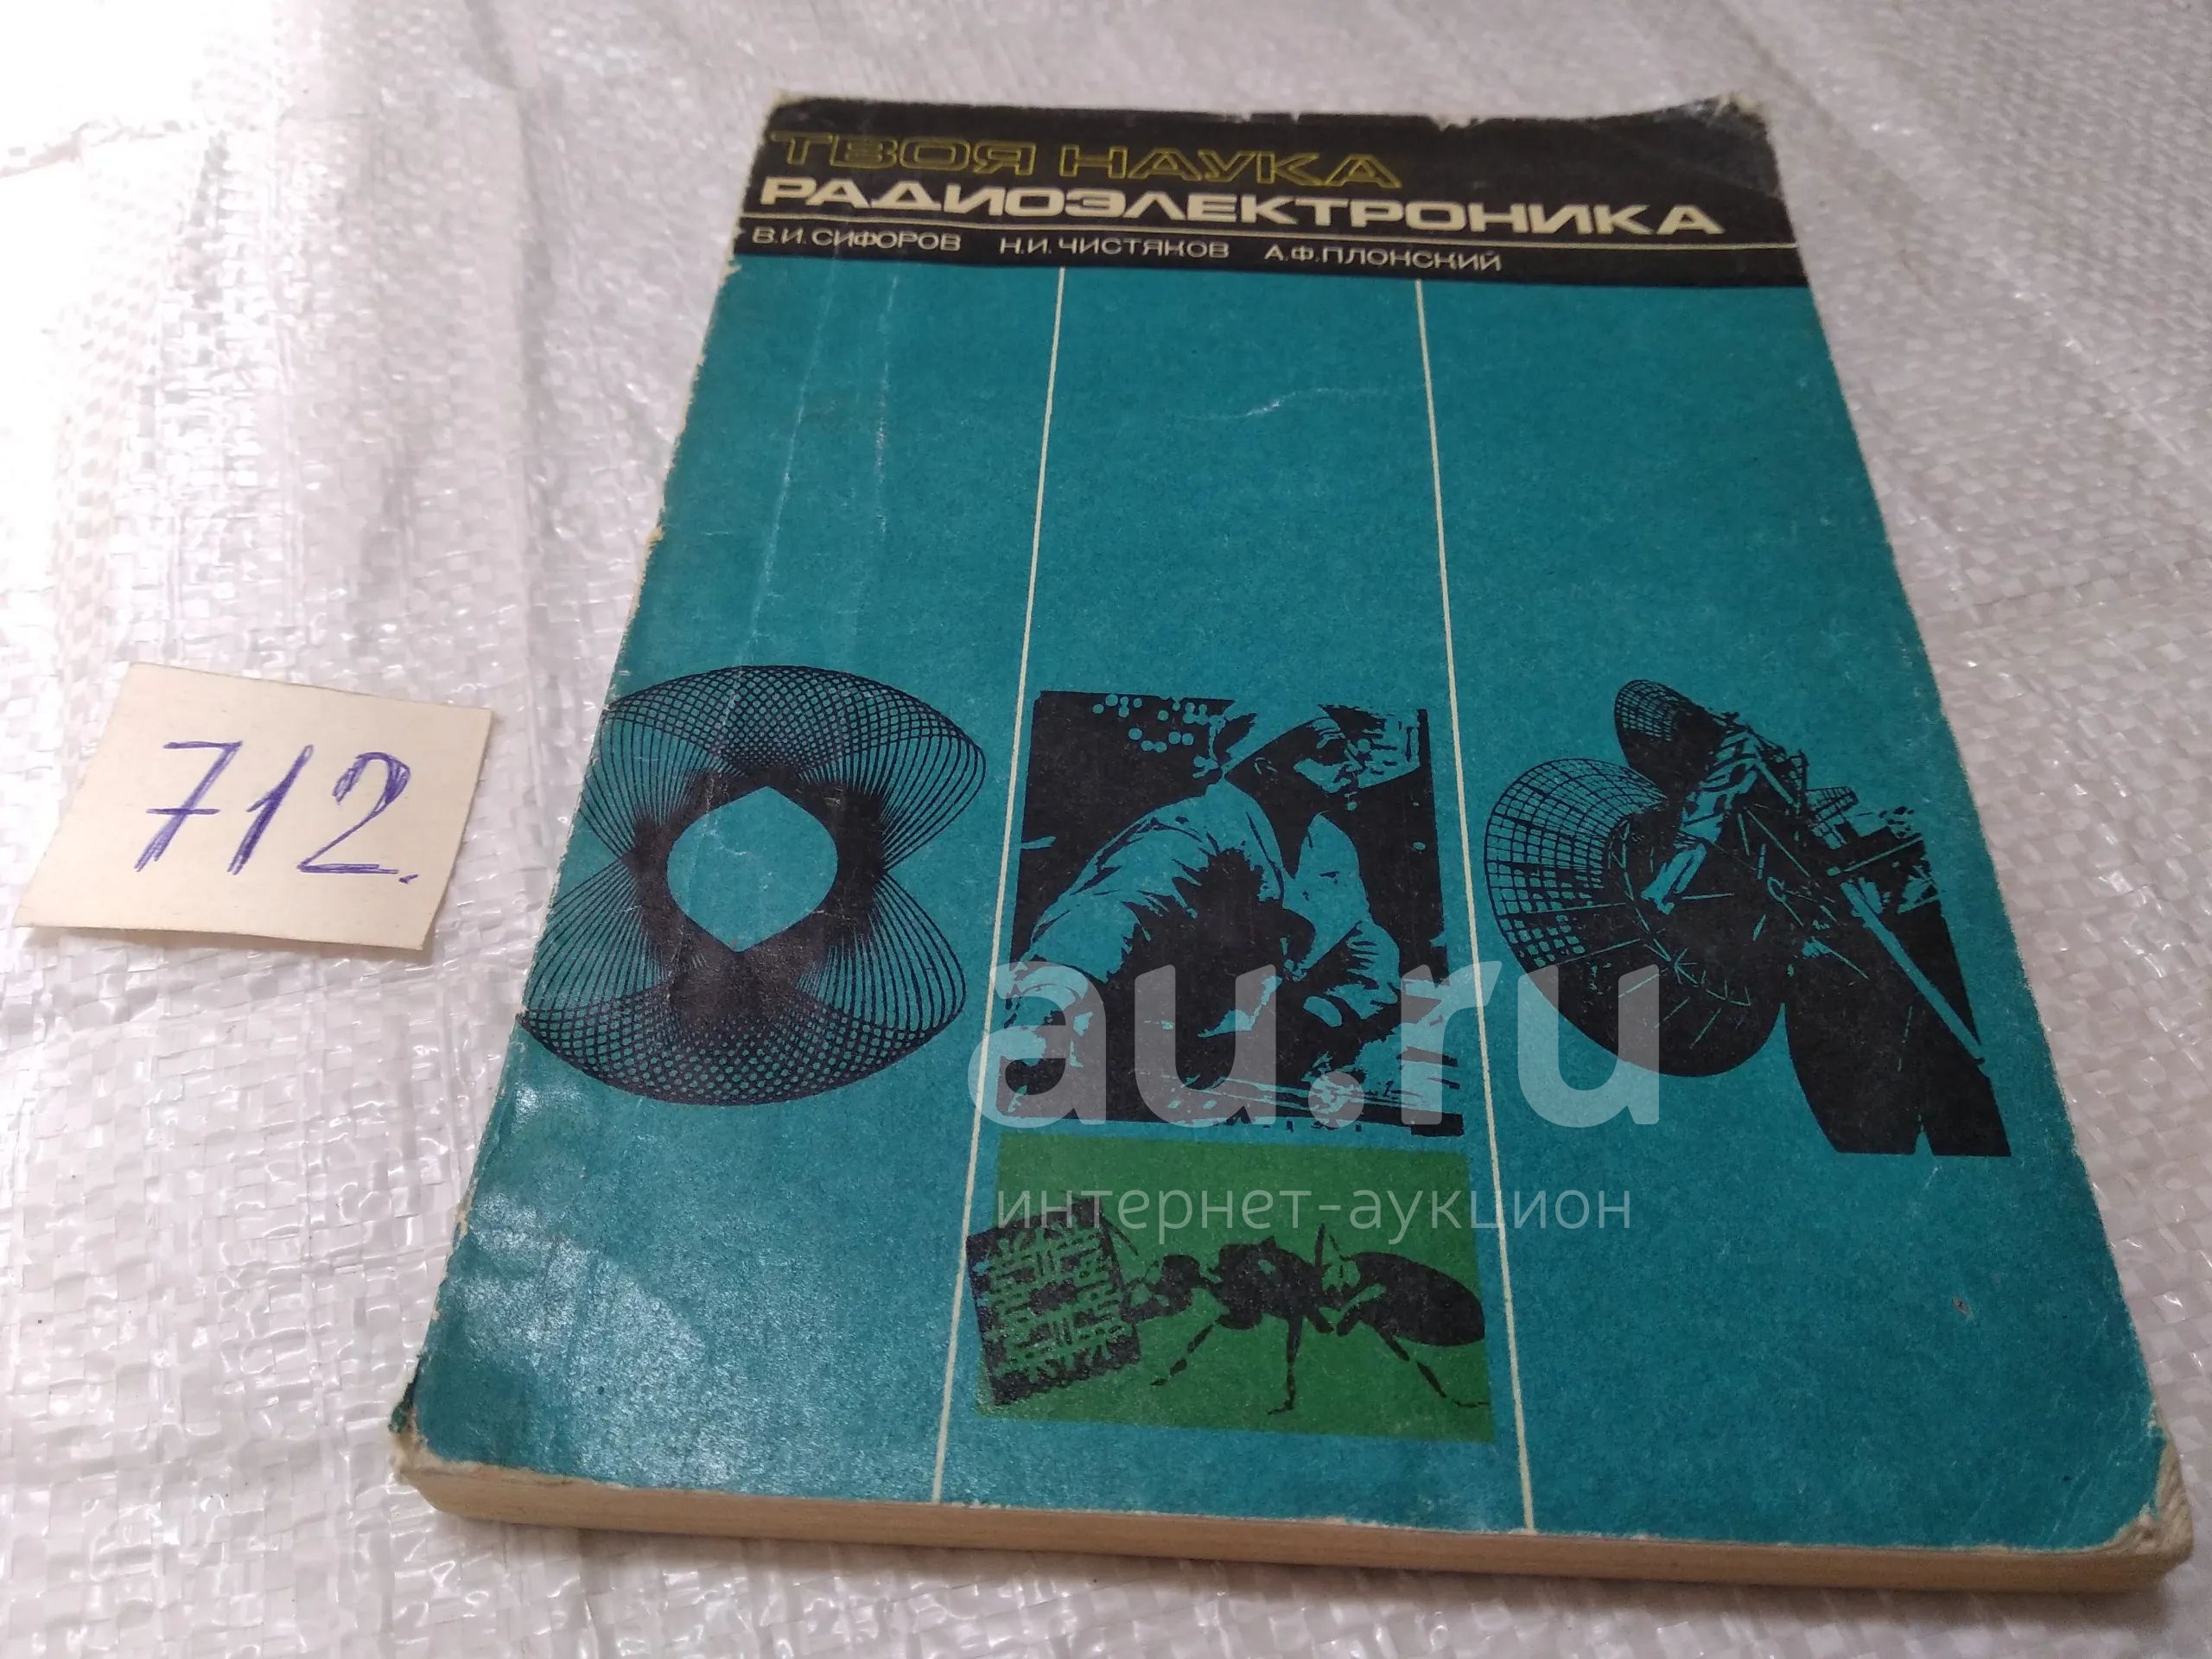 ТВОЯ НАУКА
РАДИОЭЛЕКТРОНИКА
В.И. СИФОРОВ Н.И. ЧИСТЯКОВ А.Ф. ПЛОНСКИЙ
712.
au.ru
интернет-аукцион